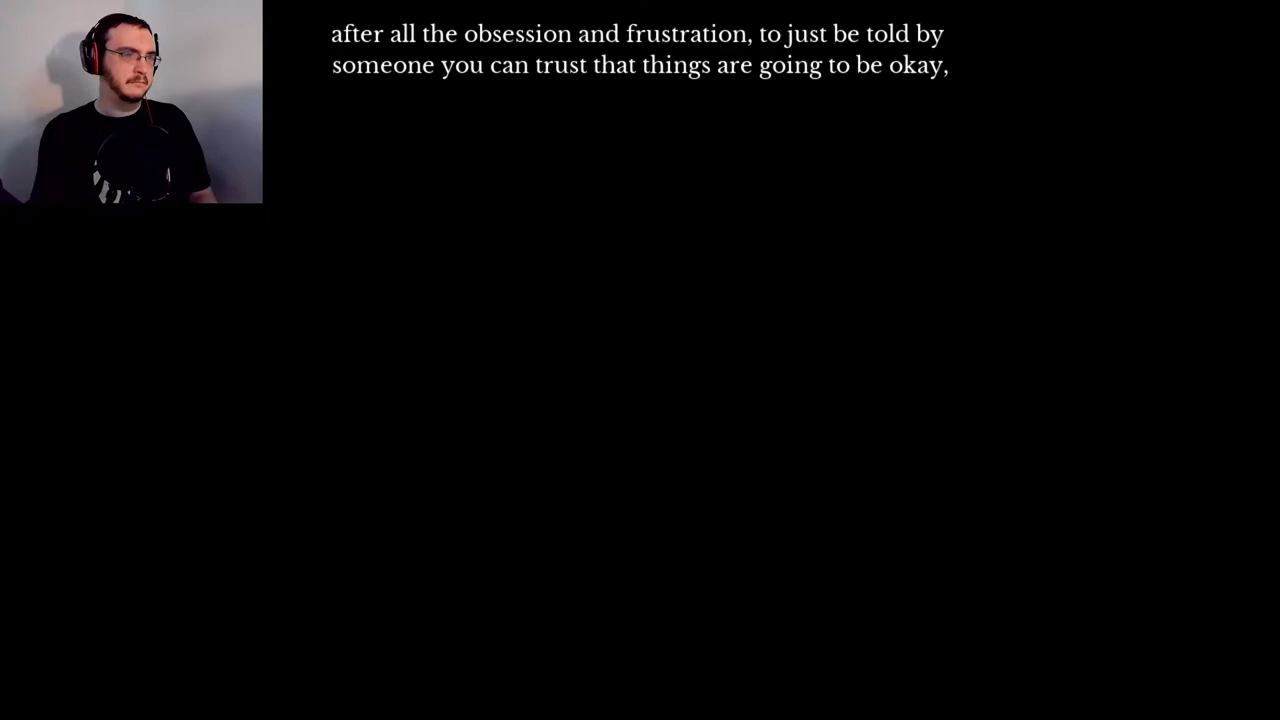 after all the obsession and frustration, to just be told by
someone you can trust that things are going to be okay,